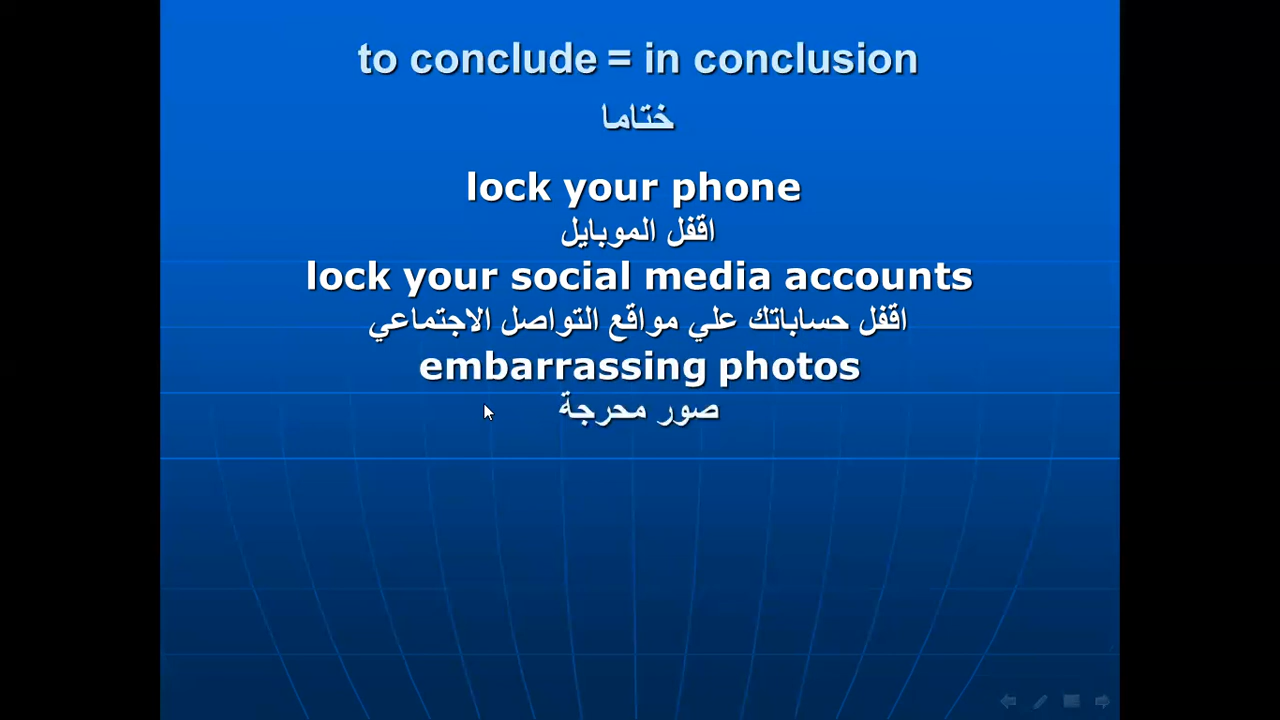 to conclude = in conclusion
ختاما
lock your phone
اقفل الموبايل
lock your social media accounts
اقفل حساباتك علي مواقع التواصل الاجتماعي
embarrassing photos
صور محرجة